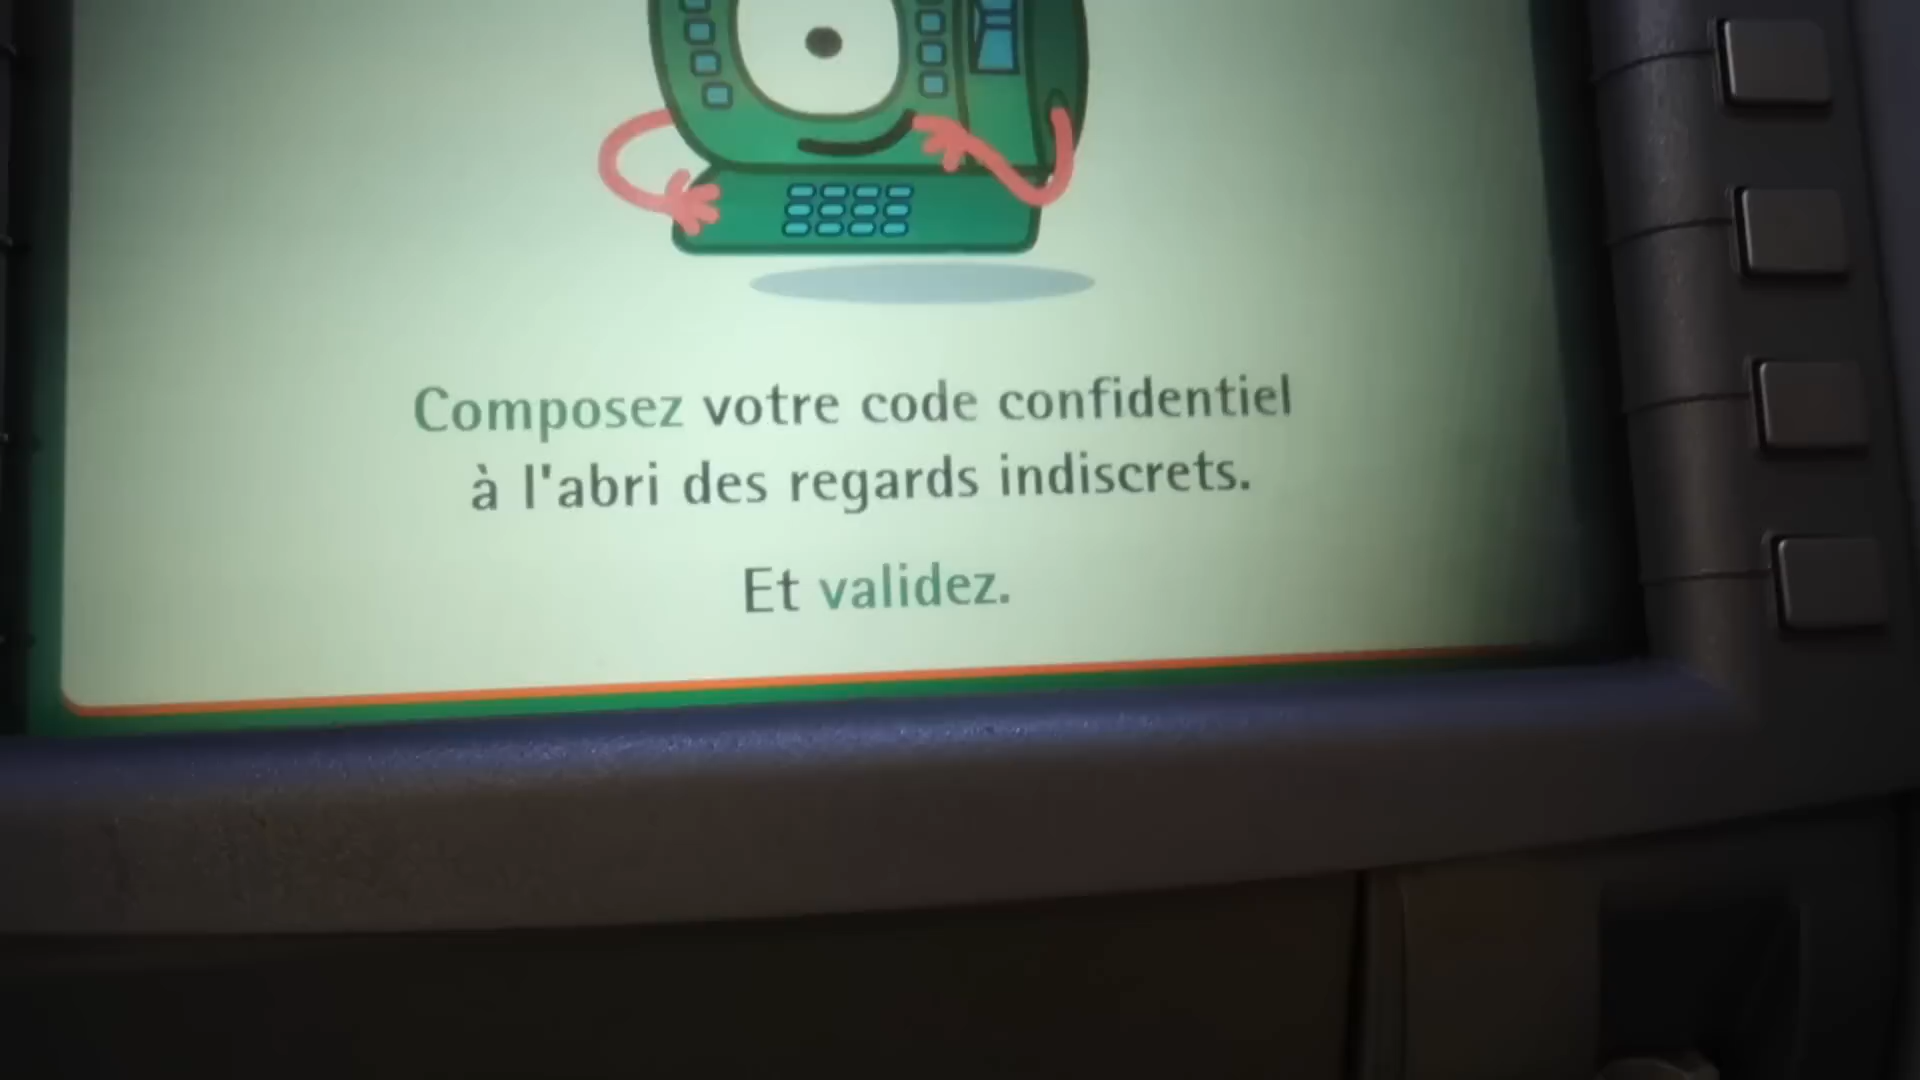 Composez votre code confidentiel
à l'abri des regards indiscrets.
Et validez.